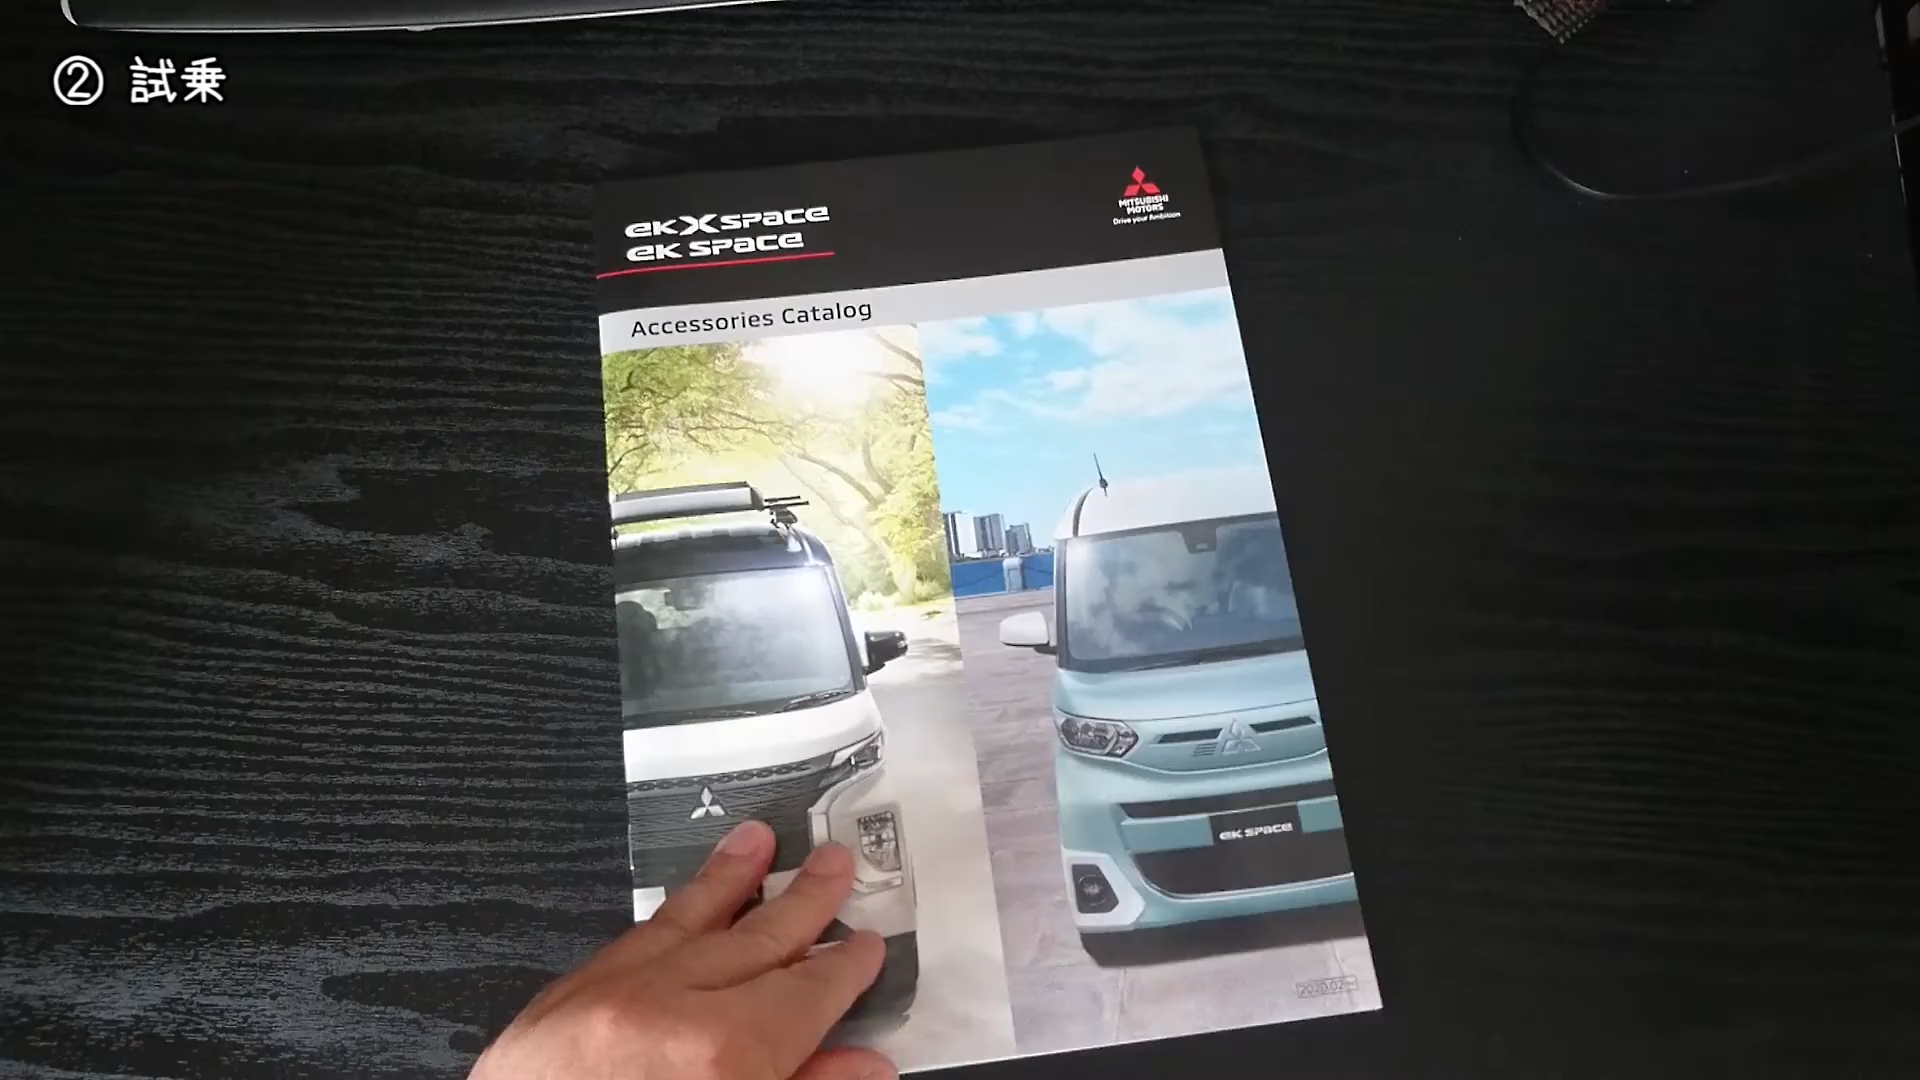 ② 試乗
eKXSPACE
eK SPACE
MITSUBISHI
MOTORS
Drive your Ambition
Accessories Catalog
eK SPACE